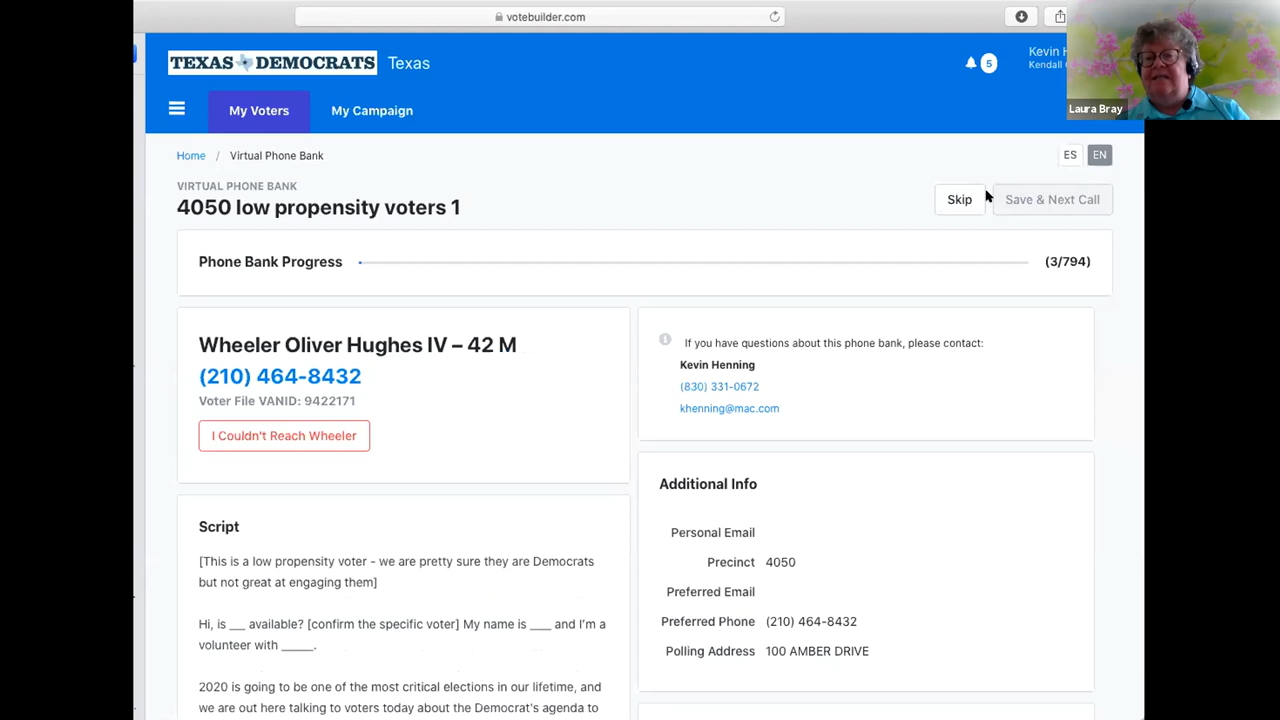 votebuilder.com
TEXAS DEMOCRATS Texas
5
Kevin H
Kendall
Laura Bray
My Voters My Campaign
Home / Virtual Phone Bank
ES EN
VIRTUAL PHONE BANK
4050 low propensity voters 1
Skip Save & Next Call
Phone Bank Progress (3/794)
Wheeler Oliver Hughes IV – 42 M
(210) 464-8432
Voter File VANID: 9422171
I Couldn't Reach Wheeler
If you have questions about this phone bank, please contact:
Kevin Henning
(830) 331-0672
khenning@mac.com
Script
[This is a low propensity voter - we are pretty sure they are Democrats
but not great at engaging them]
Hi, is ___ available? [confirm the specific voter] My name is ____ and I'm a
volunteer with _____.
2020 is going to be one of the most critical elections in our lifetime, and
we are out here talking to voters today about the Democrat's agenda to
Additional Info
Personal Email
Precinct 4050
Preferred Email
Preferred Phone (210) 464-8432
Polling Address 100 AMBER DRIVE